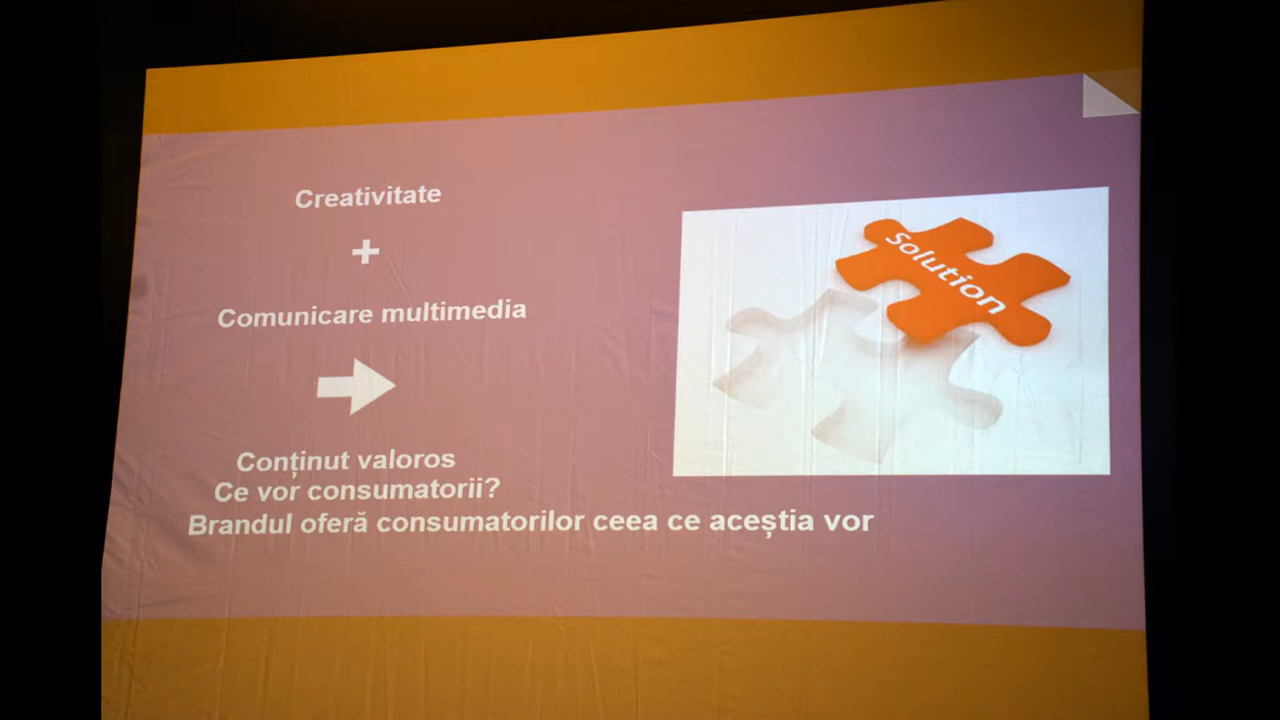 Creativitate
+
Comunicare multimedia
Conținut valoros
Ce vor consumatorii?
Brandul oferă consumatorilor ceea ce aceștia vor
Solution